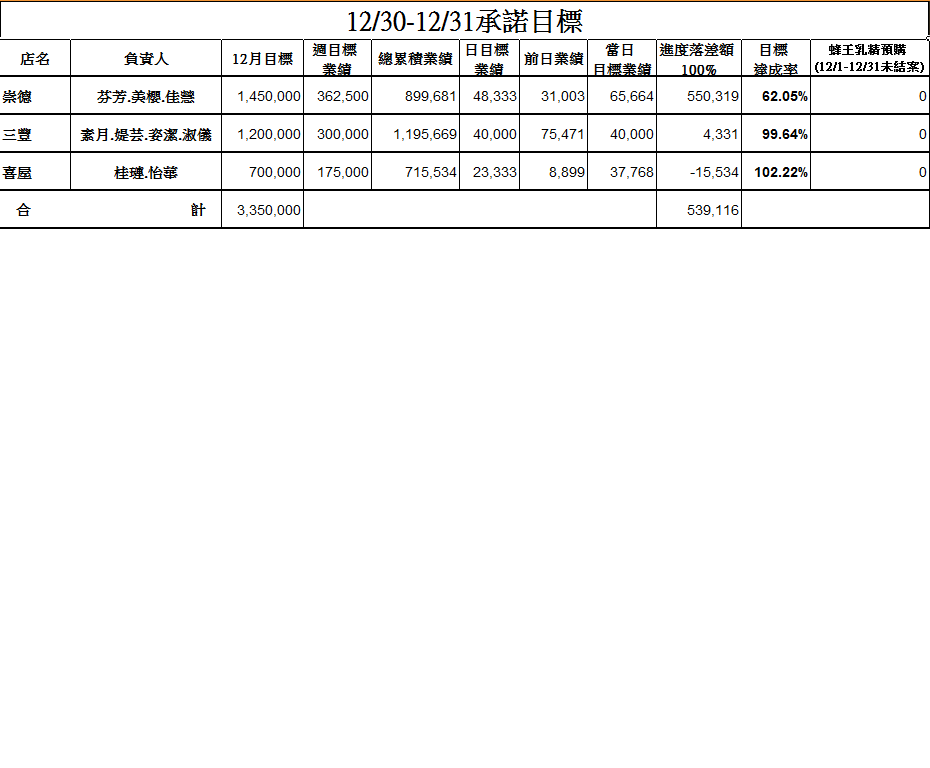 12/30-12/31承諾目標
店名 負責人 12月目標 週目標業績 總累積業績 日目標業績 前日業績 當日目標業績 進度落差額100% 目標達成率 蜂王乳精預購(12/1-12/31未結案)
崇德 芬芳.美櫻.佳慧 1,450,000 362,500 899,681 48,333 31,003 65,664 550,319 62.05% 0
三豐 素月.媞芸.姿潔.淑儀 1,200,000 300,000 1,195,669 40,000 75,471 40,000 4,331 99.64% 0
喜屋 桂璉.怡華 700,000 175,000 715,534 23,333 8,899 37,768 -15,534 102.22% 0
合 計 3,350,000 539,116